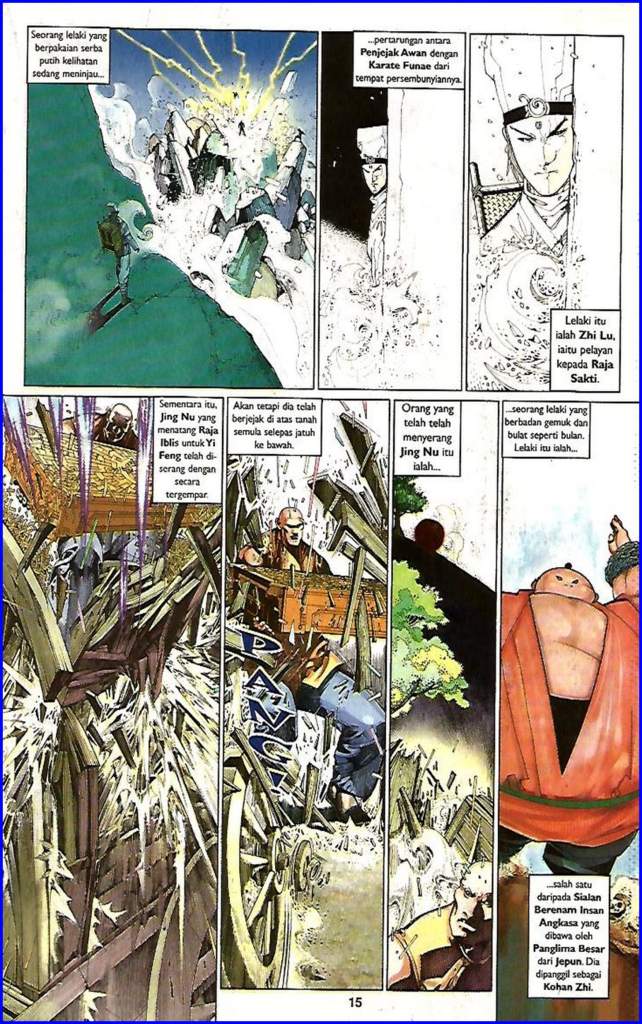 Seorang lelaki yang
berpakaian serba
putih kelihatan
sedang meninjau...
...pertarungan antara
Penjejak Awan dengan
Karate Funae dari
tempat persembunyiannya.
Lelaki itu
ialah Zhi Lu,
iaitu pelayan
kepada Raja
Sakti.
Sementara itu,
Jing Nu yang
menatang Raja
Iblis untuk Yi
Feng telah di-
serang dengan
secara
tergempar.
Akan tetapi dia telah
berjejak di atas tanah
semula selepas jatuh
ke bawah.
PANG!
Orang yang
telah telah
menyerang
Jing Nu itu
ialah...
...seorang lelaki yang
berbadan gemuk dan
bulat seperti bulan.
Lelaki itu ialah...
...salah satu
daripada Sialan
Berenam Insan
Angkasa yang
dibawa oleh
Panglima Besar
dari Jepun. Dia
dipanggil sebagai
Kohan Zhi.
15